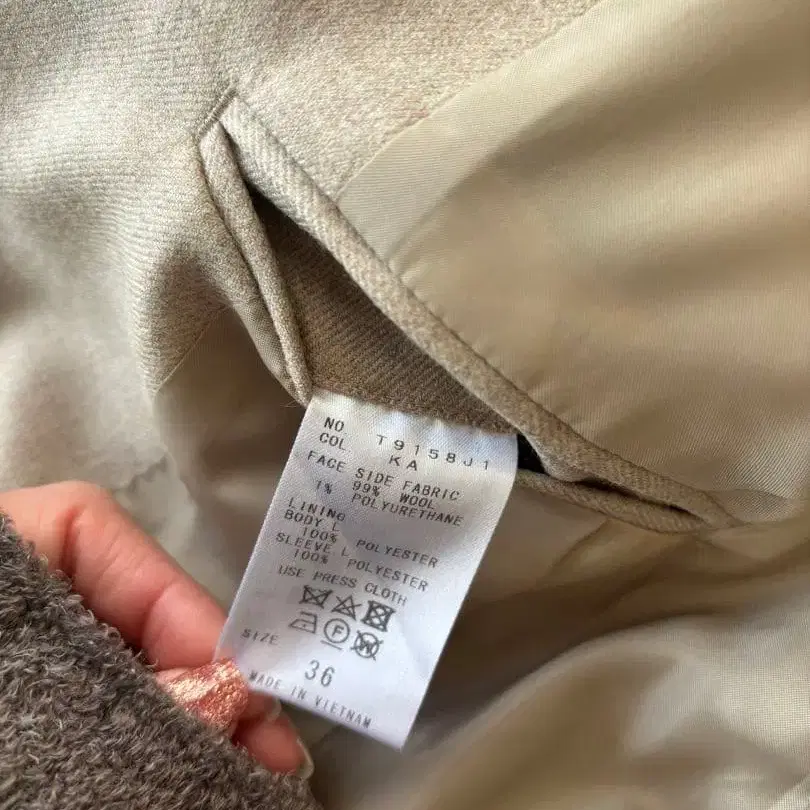 NO T9158J1
COL KA
FACE SIDE FABRIC
99% WOOL
1% POLYURETHANE
LINING
BODY L
100% POLYESTER
SLEEVE L
100% POLYESTER
USE PRESS CLOTH
F W
SIZE
36
MADE IN VIETNAM